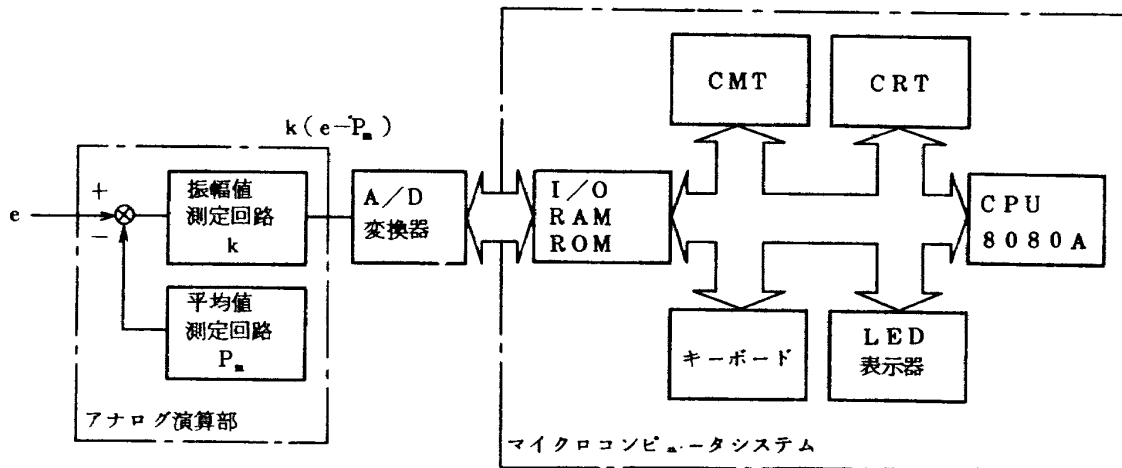 CMT
CRT
k(e-Pm)
振幅値
測定回路
k
A/D
変換器
I/O
RAM
ROM
CPU
8080A
+
e
−
平均値
測定回路
Pm
キーボード
LED
表示器
アナログ演算部
マイクロコンピュータシステム